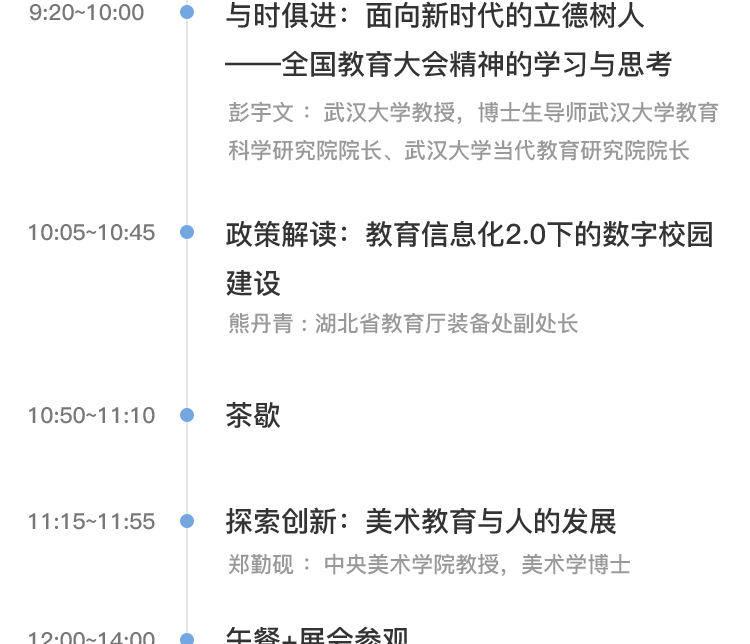 9:20~10:00
与时俱进：面向新时代的立德树人
——全国教育大会精神的学习与思考
彭宇文 ： 武汉大学教授，博士生导师武汉大学教育
科学研究院院长、武汉大学当代教育研究院院长
10:05~10:45
政策解读：教育信息化2.0下的数字校园
建设
熊丹青：湖北省教育厅装备处副处长
10:50~11:10
茶歇
11:15~11:55
探索创新：美术教育与人的发展
郑勤砚 ： 中央美术学院教授，美术学博士
12:00~14:00
午餐+展会参观